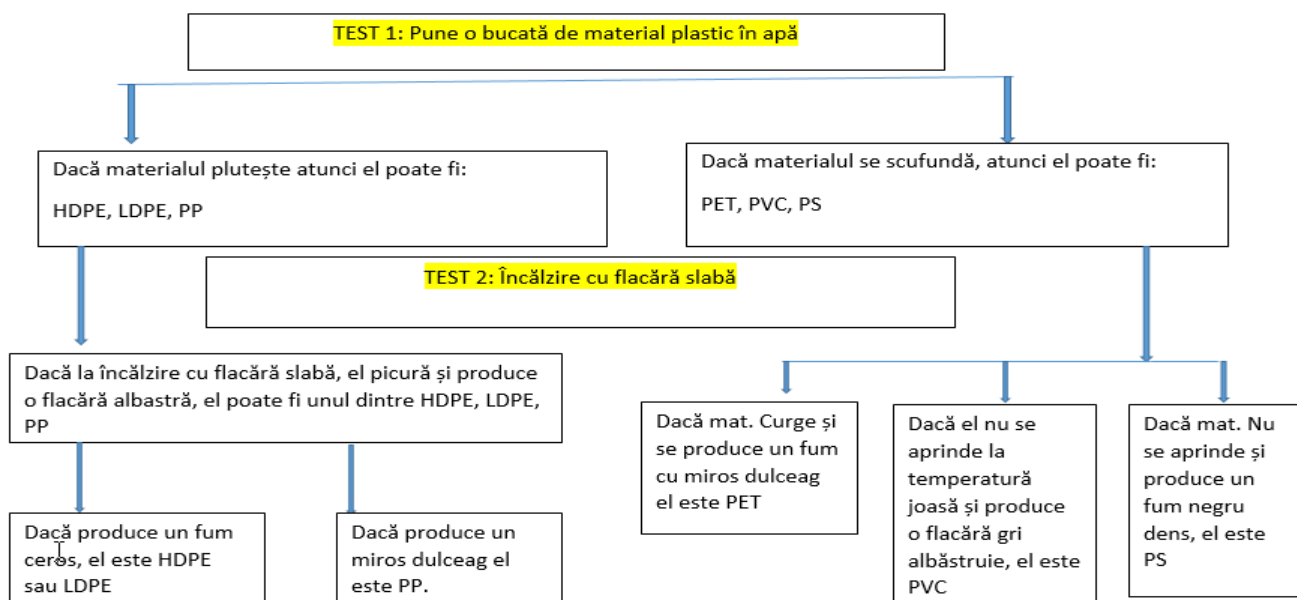 TEST 1: Pune o bucată de material plastic în apă
Dacă materialul plutește atunci el poate fi:
HDPE, LDPE, PP
Dacă materialul se scufundă, atunci el poate fi:
PET, PVC, PS
TEST 2: Încălzire cu flacără slabă
Dacă la încălzire cu flacără slabă, el picură și produce
o flacără albastră, el poate fi unul dintre HDPE, LDPE,
PP
Dacă mat. Curge și
se produce un fum
cu miros dulceag
el este PET
Dacă el nu se
aprinde la
temperatură
joasă și produce
o flacără gri
albăstruie, el este
PVC
Dacă mat. Nu
se aprinde și
produce un
fum negru
dens, el este
PS
Dacă produce un fum
ceros, el este HDPE
sau LDPE
Dacă produce un
miros dulceag el
este PP.